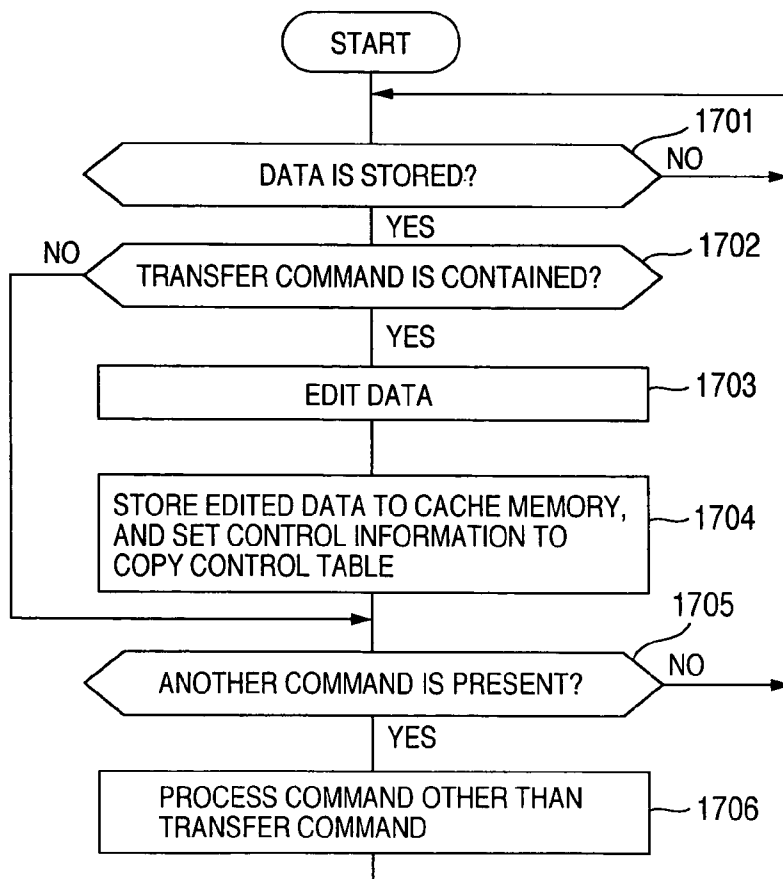 START
1701
DATA IS STORED?
NO
YES
1702
NO
TRANSFER COMMAND IS CONTAINED?
YES
EDIT DATA
1703
STORE EDITED DATA TO CACHE MEMORY,
AND SET CONTROL INFORMATION TO
COPY CONTROL TABLE
1704
1705
ANOTHER COMMAND IS PRESENT?
NO
YES
PROCESS COMMAND OTHER THAN
TRANSFER COMMAND
1706